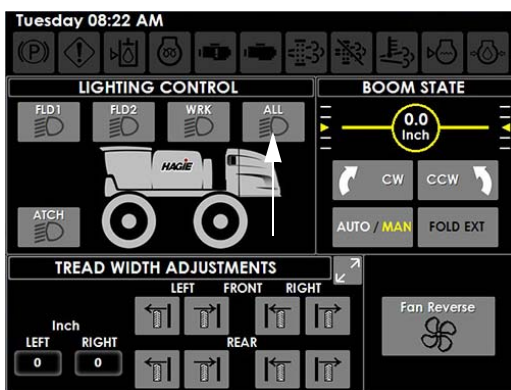 Tuesday 08:22 AM
(P)
LIGHTING CONTROL
FLD1 FLD2 WRK ALL
HAGIE
ATCH
BOOM STATE
0.0
Inch
CW CCW
AUTO / MAN FOLD EXT
TREAD WIDTH ADJUSTMENTS
LEFT FRONT RIGHT
Inch
LEFT RIGHT
0 0
REAR
Fan Reverse